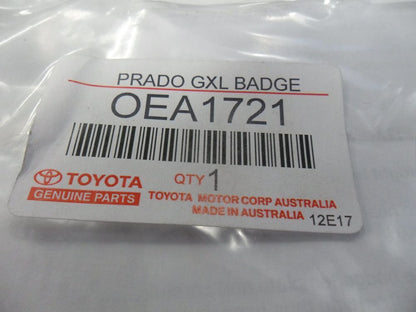 PRADO GXL BADGE
OEA1721
TOYOTA
GENUINE PARTS
QTY 1
TOYOTA MOTOR CORP AUSTRALIA
MADE IN AUSTRALIA 12E17